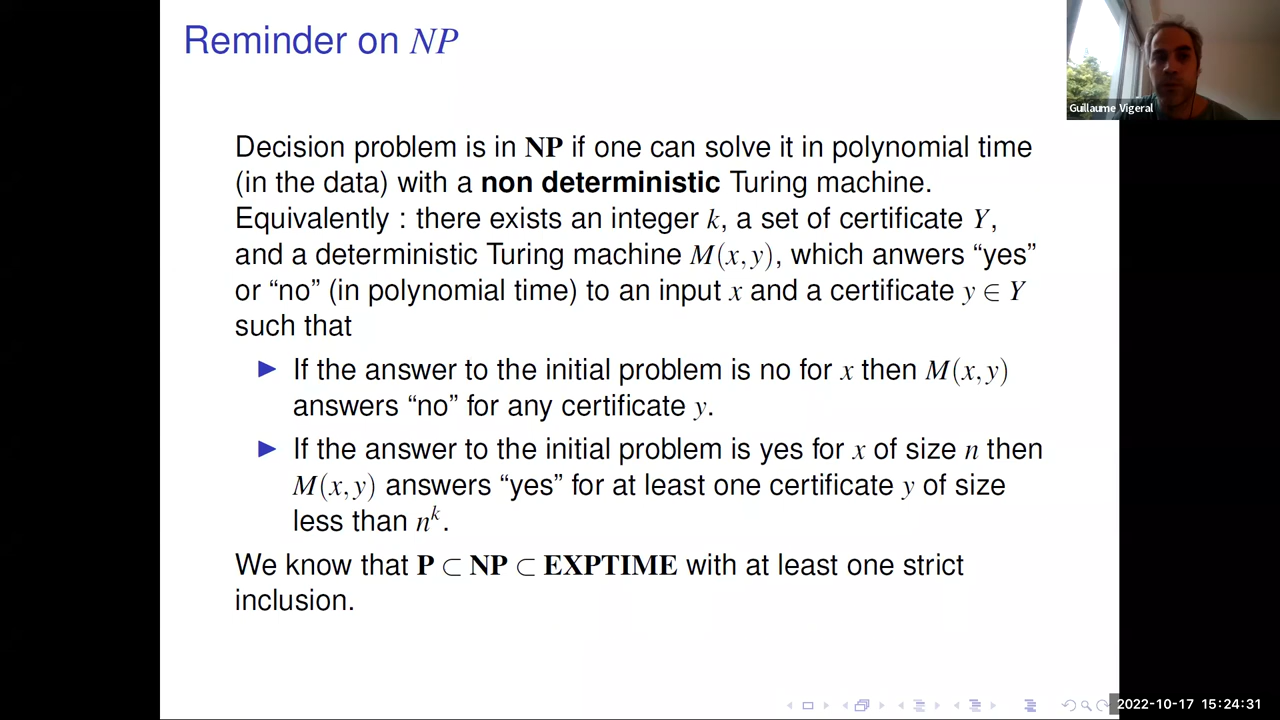 Reminder on NP
Guillaume Vigeral
Decision problem is in NP if one can solve it in polynomial time
(in the data) with a non deterministic Turing machine.
Equivalently : there exists an integer k, a set of certificate Y,
and a deterministic Turing machine M(x,y), which anwers “yes”
or “no” (in polynomial time) to an input x and a certificate y ∈ Y
such that
If the answer to the initial problem is no for x then M(x,y)
answers “no” for any certificate y.
If the answer to the initial problem is yes for x of size n then
M(x,y) answers “yes” for at least one certificate y of size
less than nᵏ.
We know that P ⊂ NP ⊂ EXPTIME with at least one strict
inclusion.
2022-10-17 15:24:31